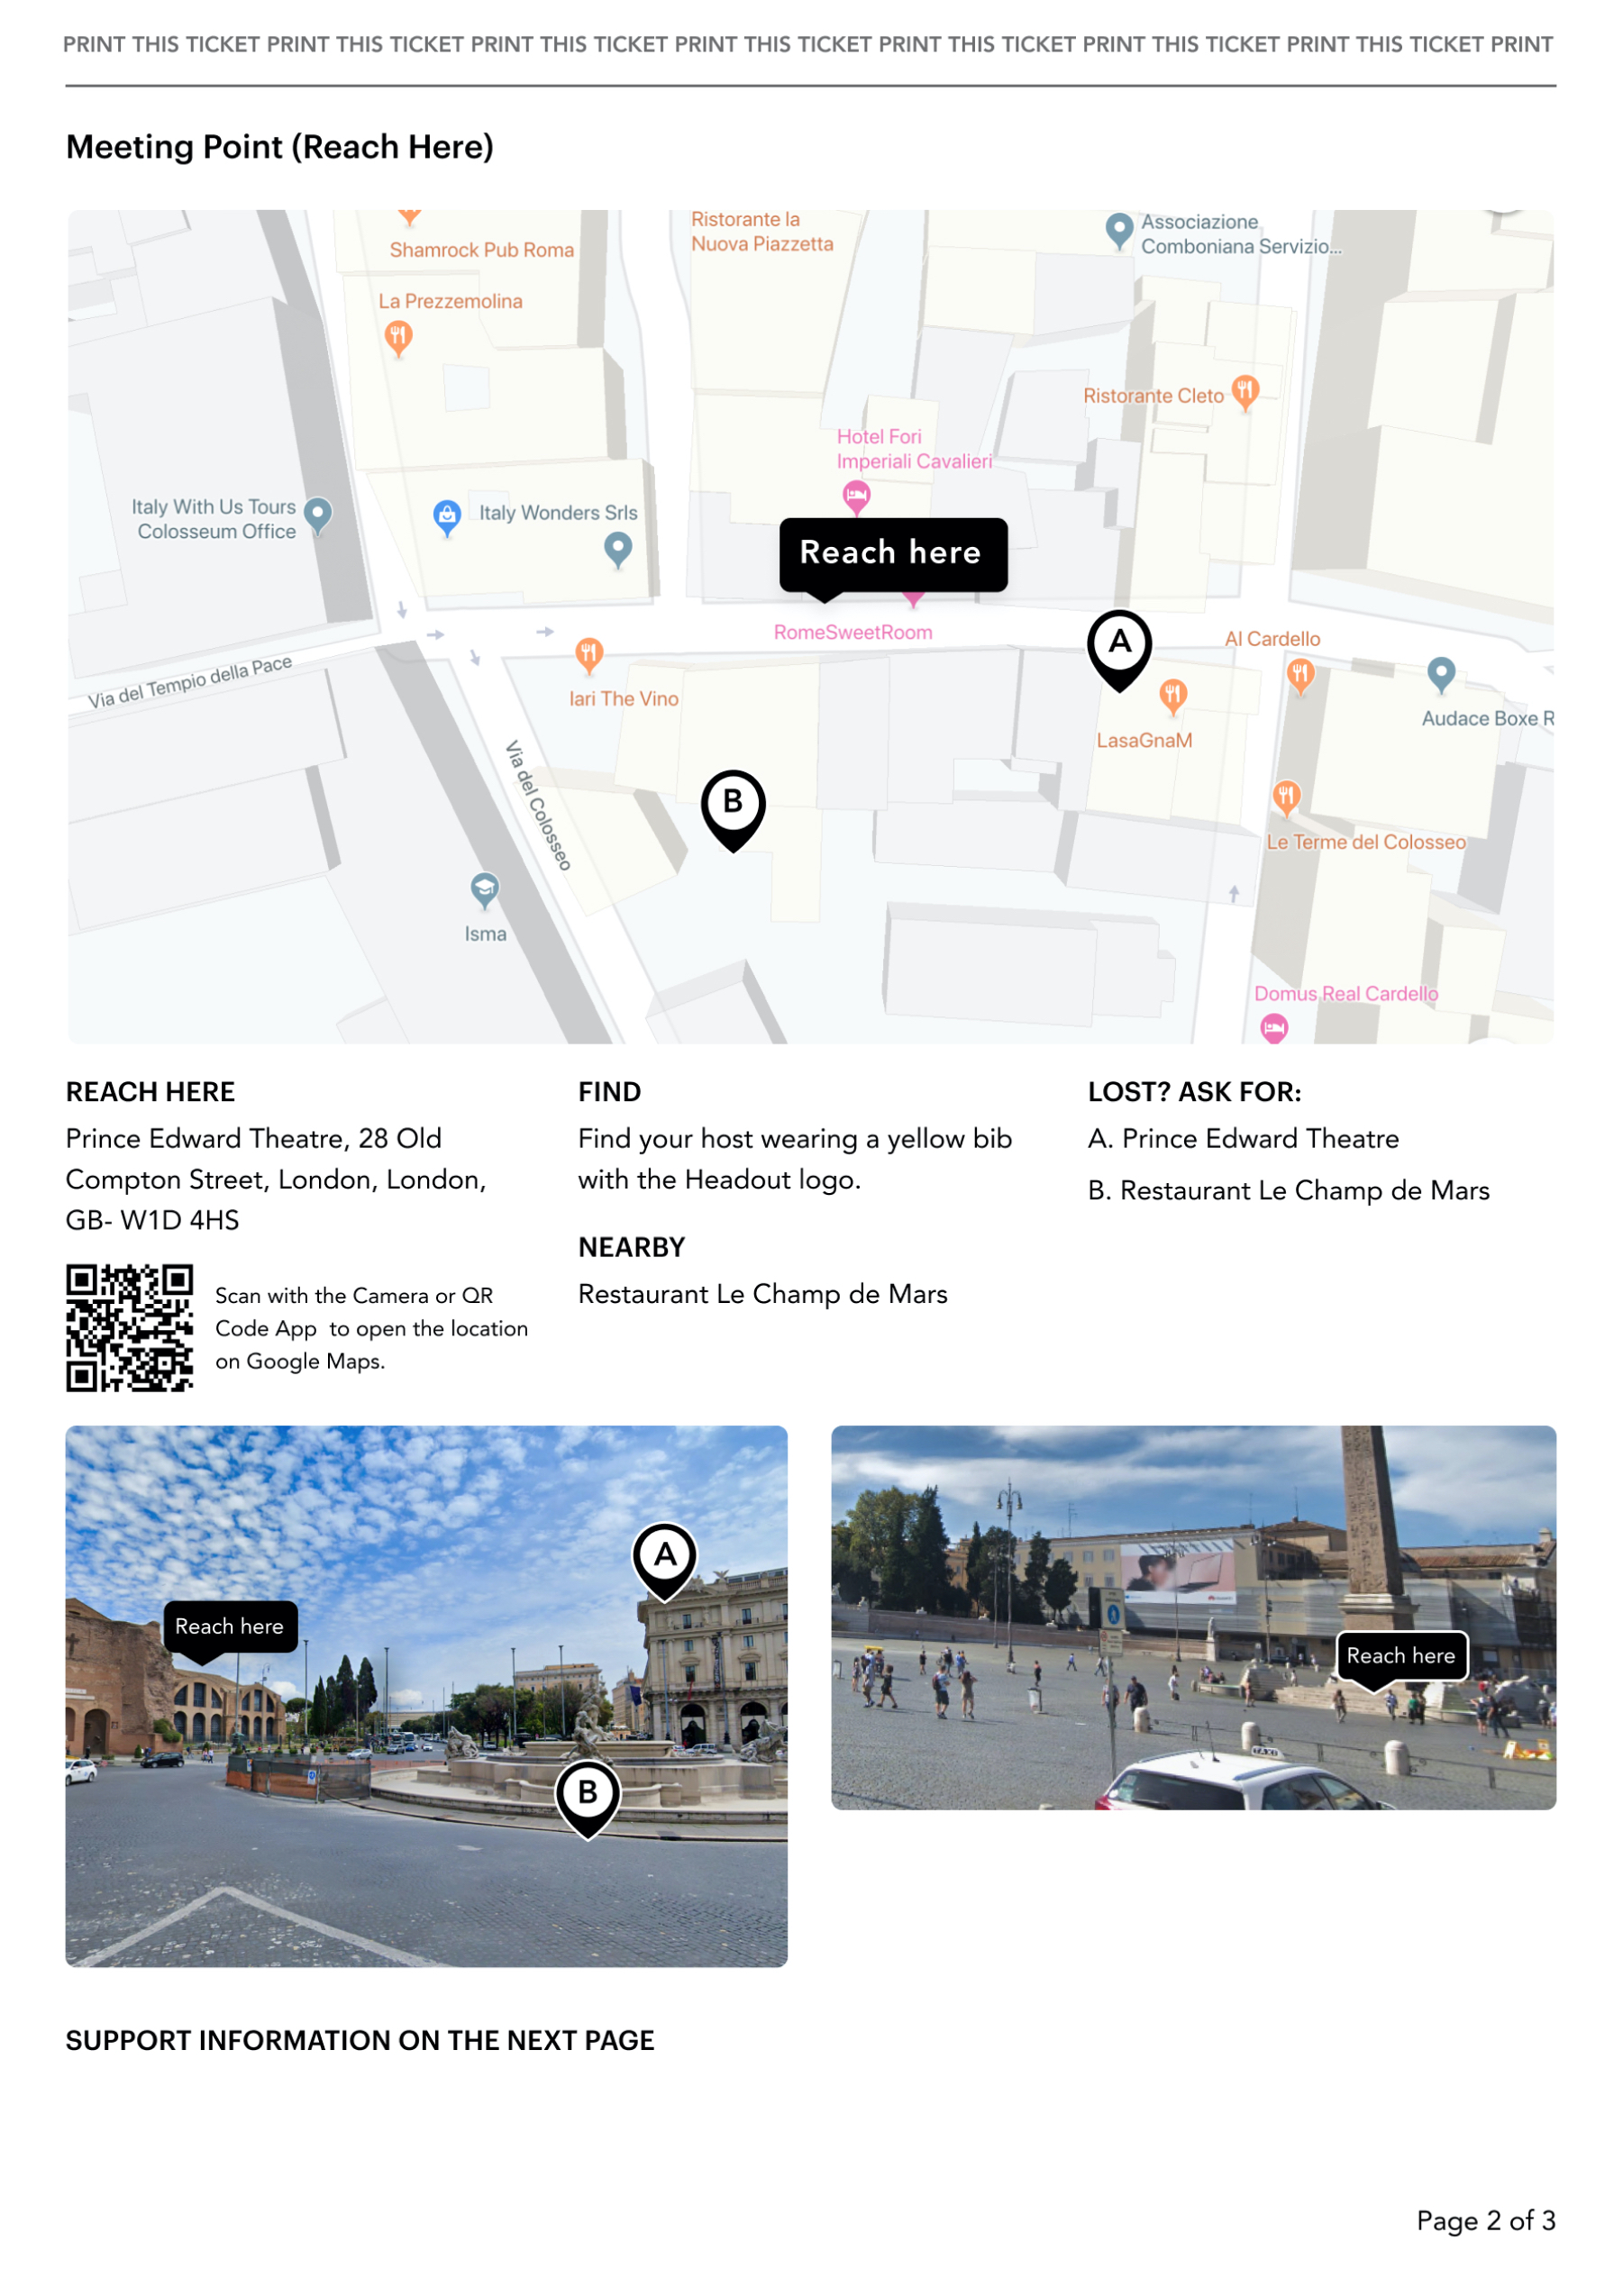 PRINT THIS TICKET PRINT THIS TICKET PRINT THIS TICKET PRINT THIS TICKET PRINT THIS TICKET PRINT THIS TICKET PRINT THIS TICKET PRINT
Meeting Point (Reach Here)
Shamrock Pub Roma
Ristorante la
Nuova Piazzetta
Associazione
Comboniana Servizio...
La Prezzemolina
Ristorante Cleto
Hotel Fori
Imperiali Cavalieri
Italy With Us Tours
Colosseum Office
Italy Wonders Srls
Reach here
RomeSweetRoom
A
Al Cardello
Via del Tempio della Pace
Iari The Vino
Audace Boxe R
LasaGnaM
Via del Colosseo
B
Le Terme del Colosseo
Isma
Domus Real Cardello
REACH HERE
Prince Edward Theatre, 28 Old
Compton Street, London, London,
GB- W1D 4HS
Scan with the Camera or QR
Code App to open the location
on Google Maps.
FIND
Find your host wearing a yellow bib
with the Headout logo.
NEARBY
Restaurant Le Champ de Mars
LOST? ASK FOR:
A. Prince Edward Theatre
B. Restaurant Le Champ de Mars
A
Reach here
B
Reach here
TAXI
SUPPORT INFORMATION ON THE NEXT PAGE
Page 2 of 3